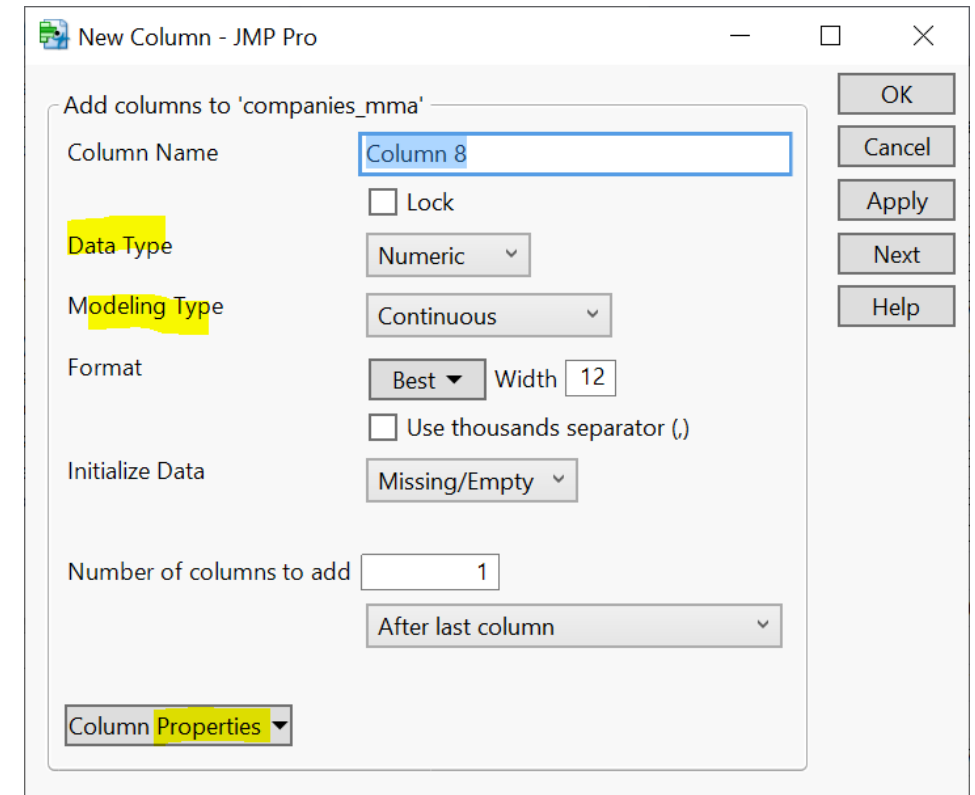 New Column - JMP Pro
OK
Add columns to 'companies_mma'
Column Name Column 8
Cancel
Lock
Apply
Data Type Numeric
Next
Modeling Type Continuous
Help
Format Best Width 12
Use thousands separator (,)
Initialize Data Missing/Empty
Number of columns to add 1
After last column
Column Properties